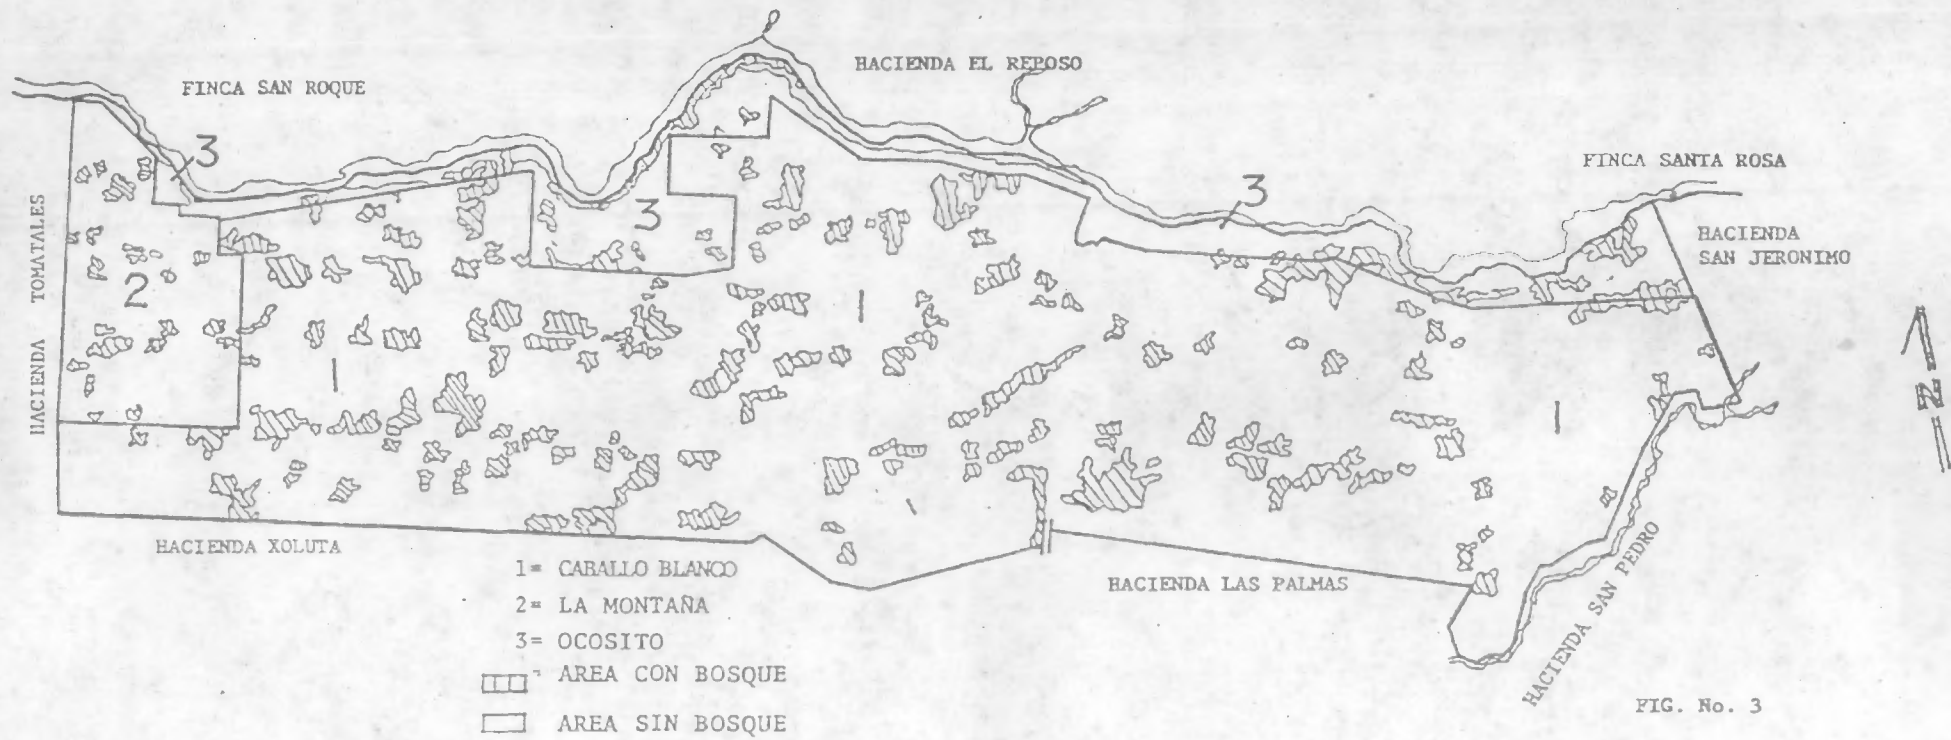 FINCA SAN ROQUE
HACIENDA EL REPOSO
3
3
3
FINCA SANTA ROSA
HACIENDA
SAN JERONIMO
HACIENDA TOMATALES
2
1
1
1
1
N
HACIENDA XOLUTA
HACIENDA LAS PALMAS
HACIENDA SAN PEDRO
1= CABALLO BLANCO
2= LA MONTAÑA
3= OCOSITO
AREA CON BOSQUE
AREA SIN BOSQUE
FIG. No. 3